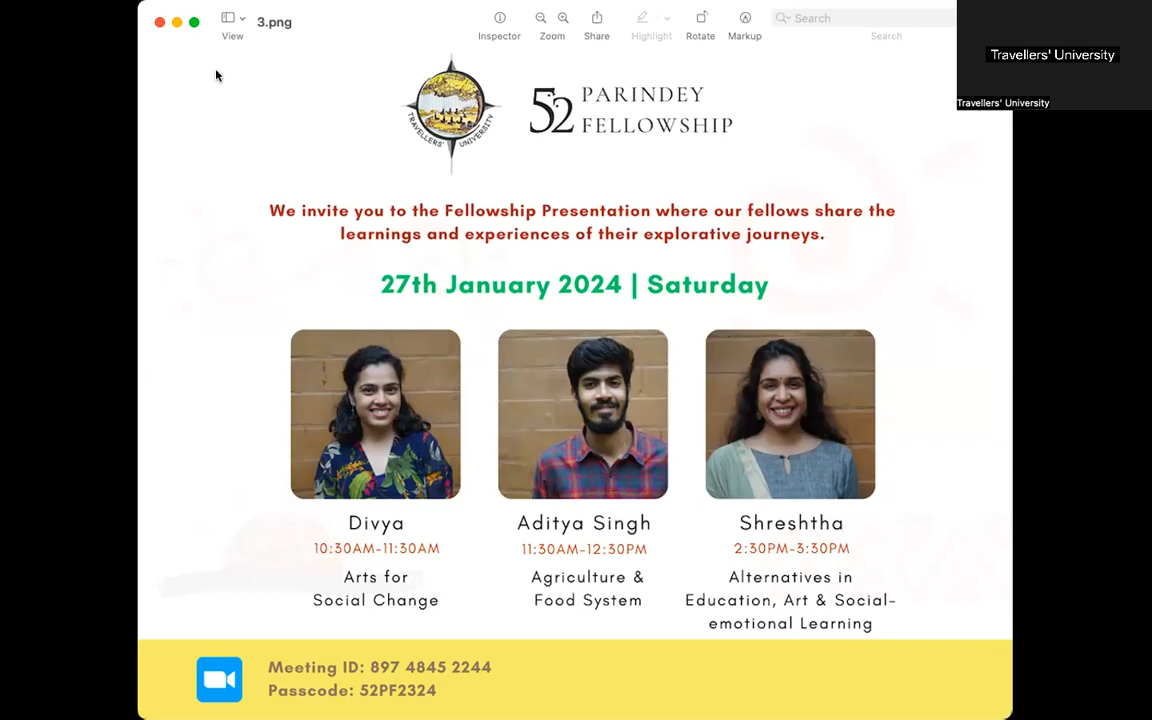 3.png
View
Inspector
Zoom
Share
Highlight
Rotate
Markup
Search
Search
Travellers' University
Travellers' University
TRAVELLERS' UNIVERSITY
52 PARINDEY
FELLOWSHIP
We invite you to the Fellowship Presentation where our fellows share the
learnings and experiences of their explorative journeys.
27th January 2024 | Saturday
Divya
10:30AM-11:30AM
Arts for
Social Change
Aditya Singh
11:30AM-12:30PM
Agriculture &
Food System
Shreshtha
2:30PM-3:30PM
Alternatives in
Education, Art & Social-
emotional Learning
Meeting ID: 897 4845 2244
Passcode: 52PF2324